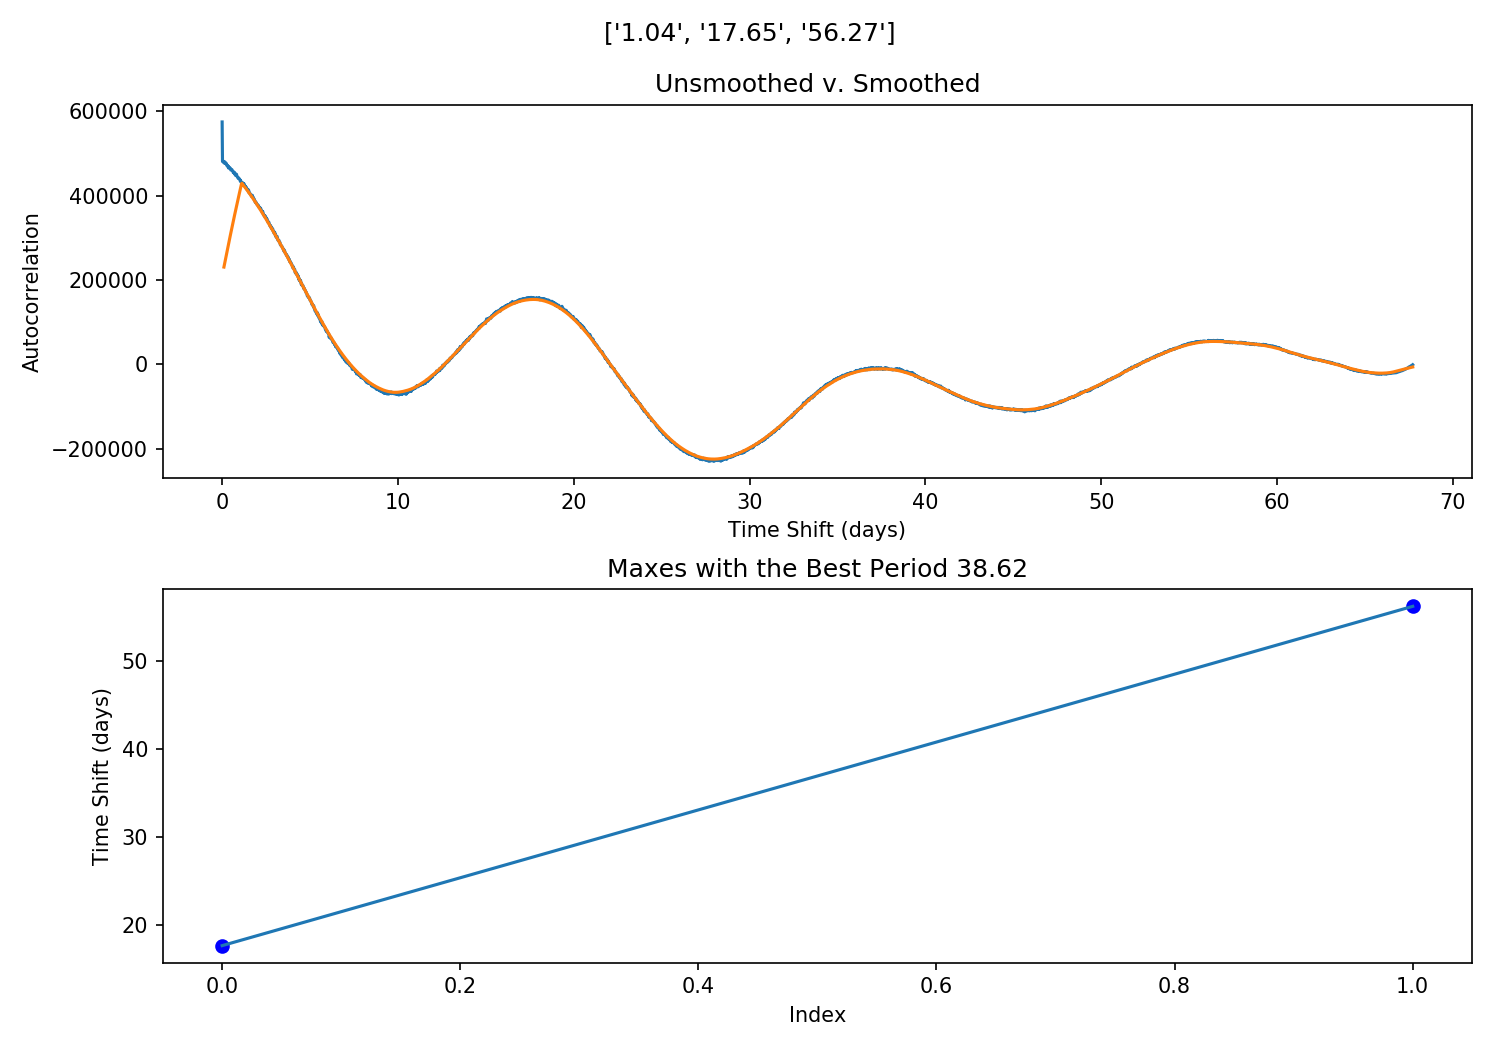 ['1.04', '17.65', '56.27']
Unsmoothed v. Smoothed
600000
400000
200000
0
−200000
Autocorrelation
0 10 20 30 40 50 60 70
Time Shift (days)
Maxes with the Best Period 38.62
50
40
30
20
Time Shift (days)
0.0 0.2 0.4 0.6 0.8 1.0
Index